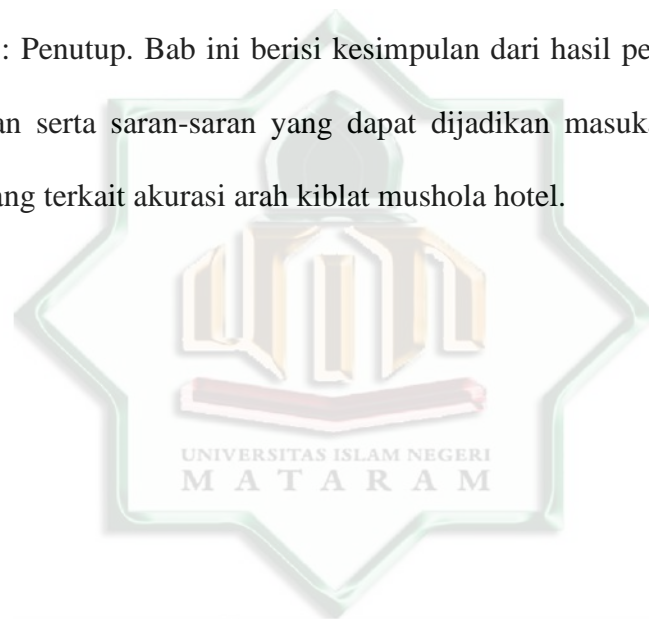 : Penutup. Bab ini berisi kesimpulan dari hasil pe
an serta saran-saran yang dapat dijadikan masuka
ang terkait akurasi arah kiblat mushola hotel.
UNIVERSITAS ISLAM NEGERI
MATARAM